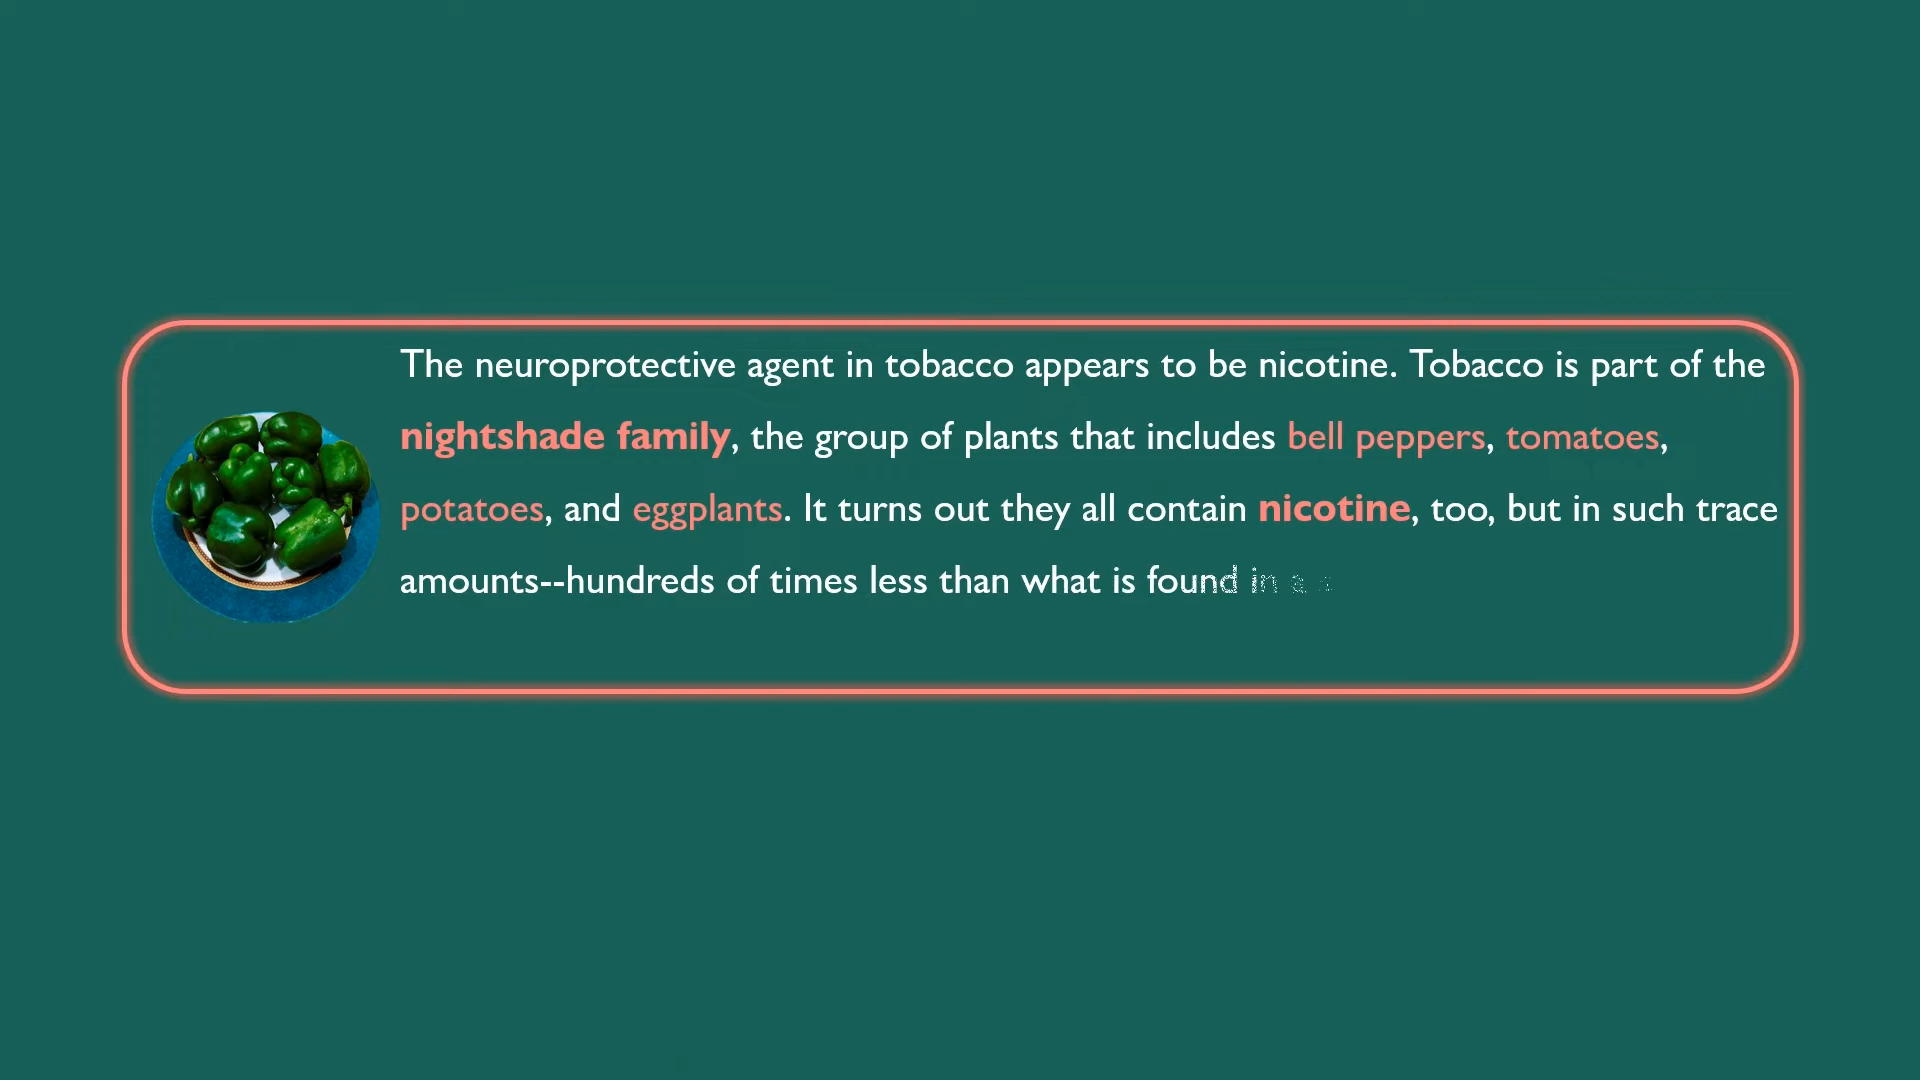 The neuroprotective agent in tobacco appears to be nicotine. Tobacco is part of the
nightshade family, the group of plants that includes bell peppers, tomatoes,
potatoes, and eggplants. It turns out they all contain nicotine, too, but in such trace
amounts--hundreds of times less than what is found in a